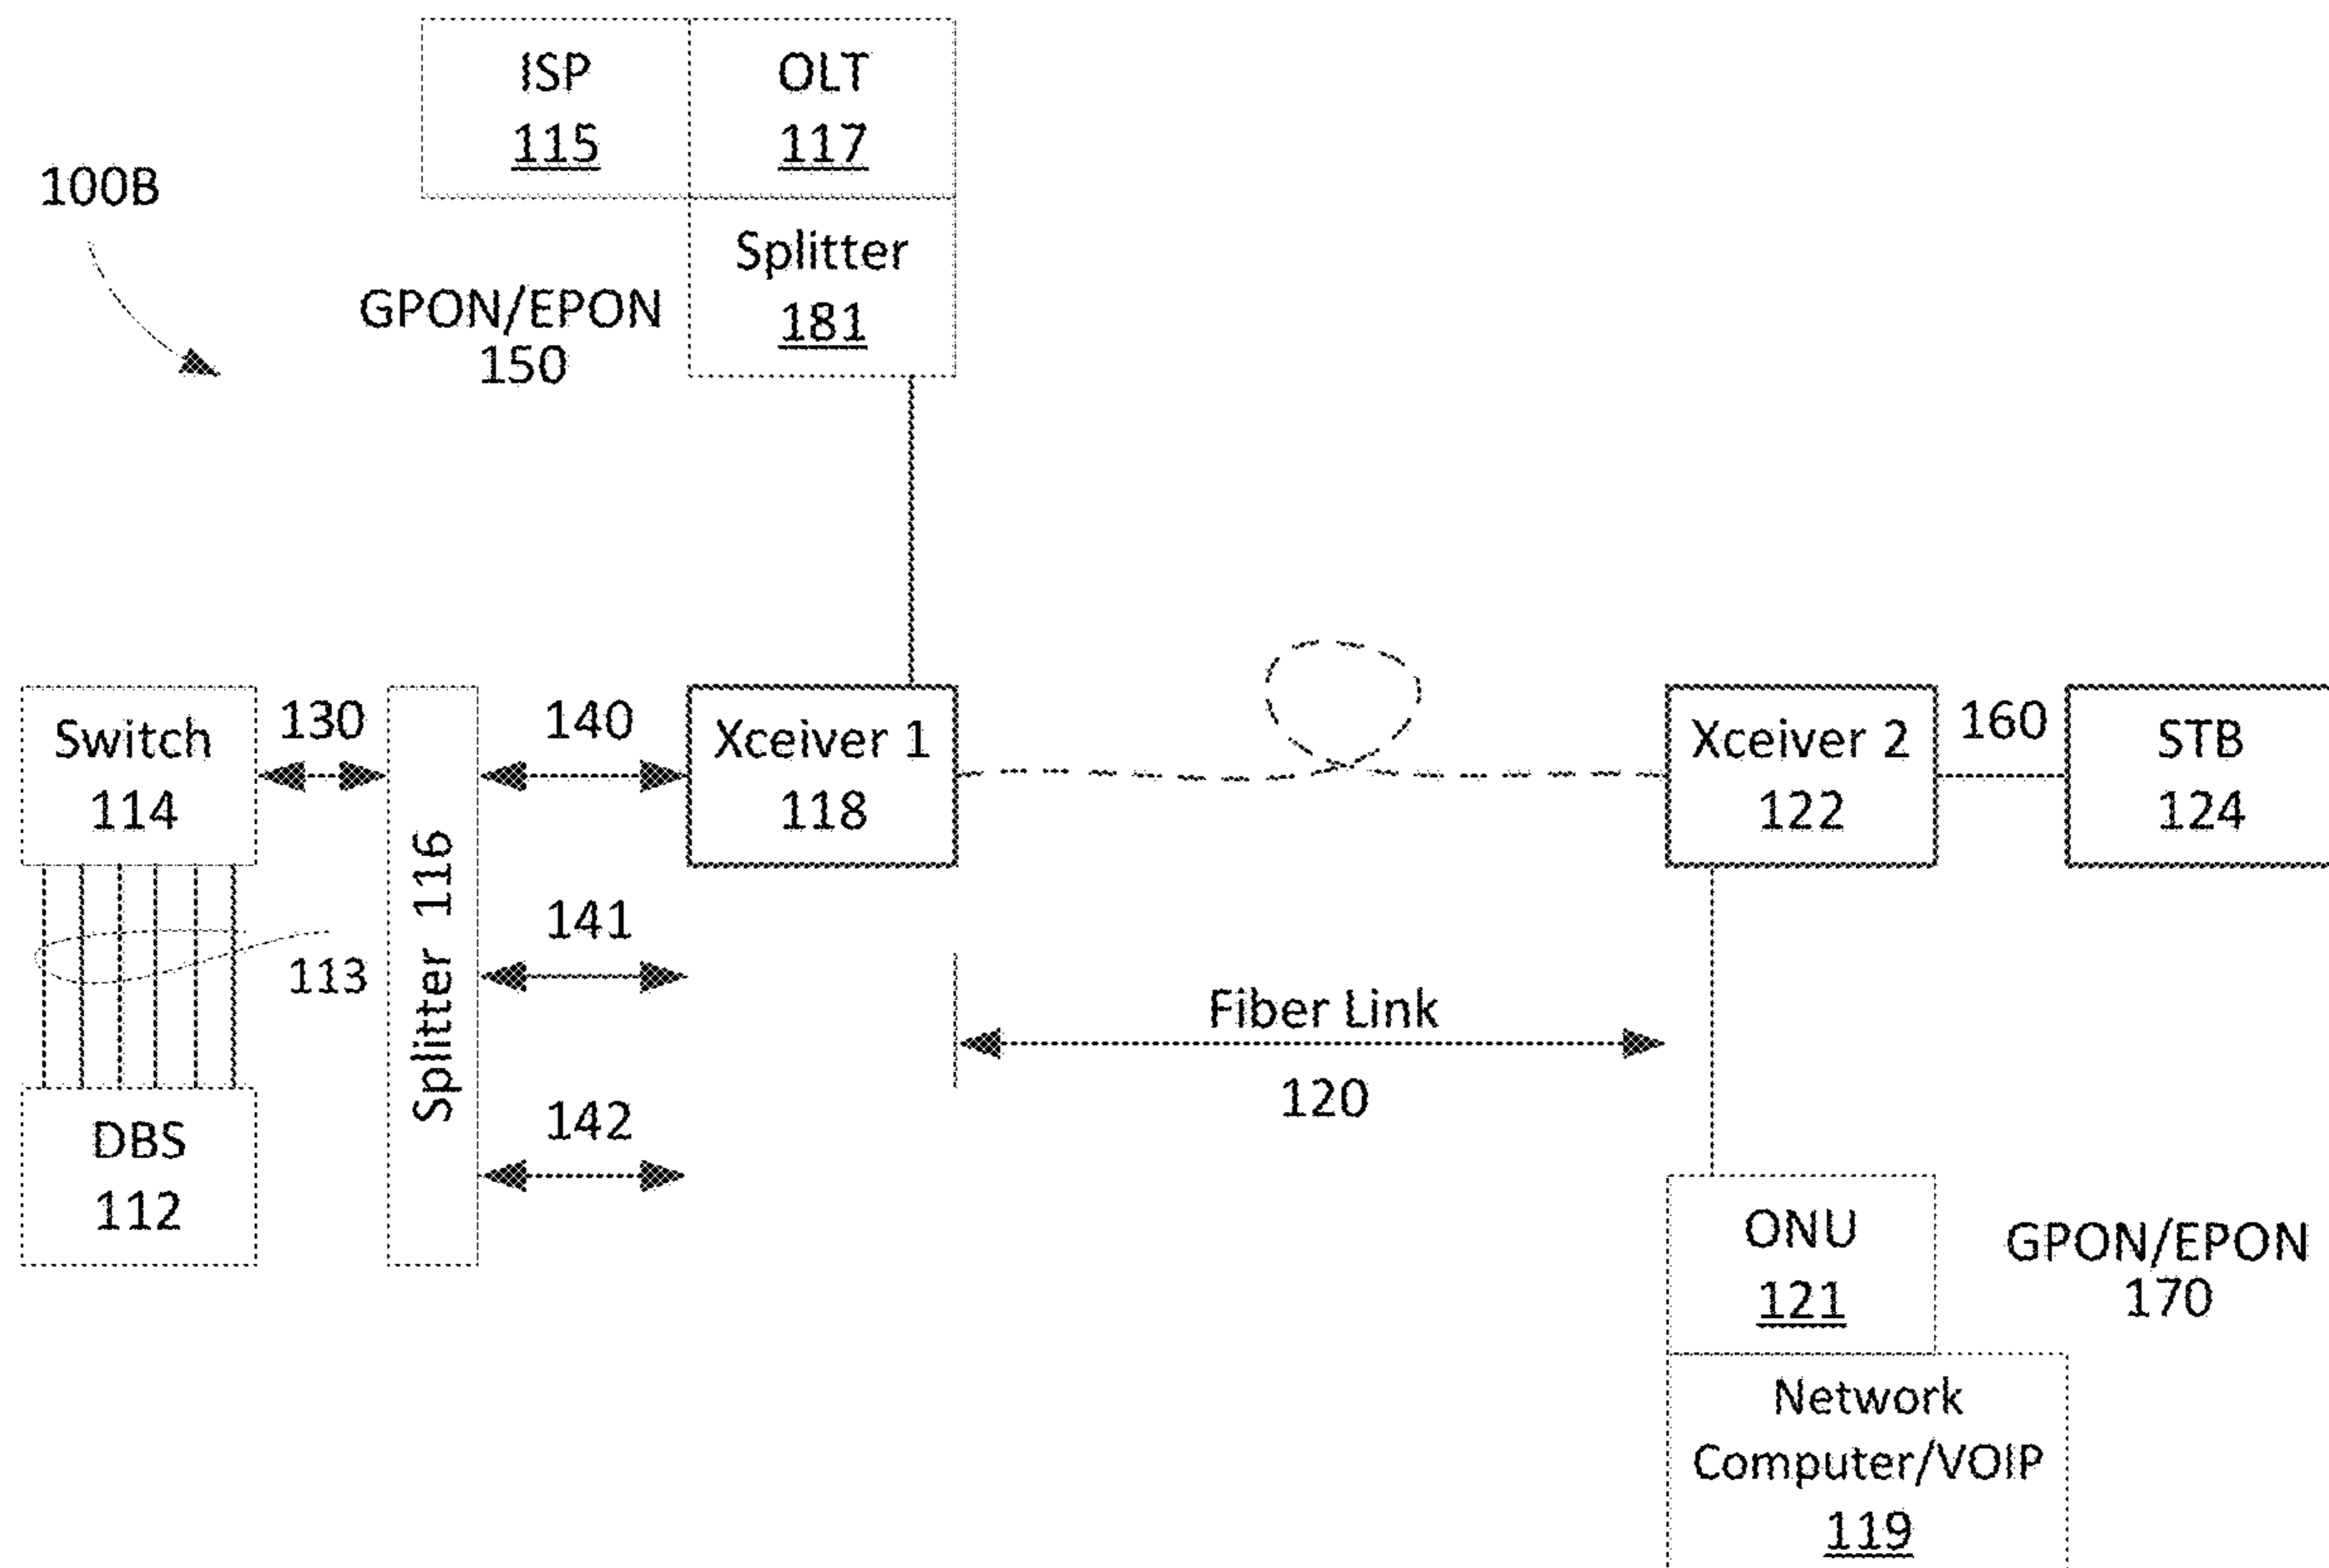 ISP
115
OLT
117
100B
Splitter
181
GPON/EPON
150
Switch
114
130
140
Xceiver 1
118
Xceiver 2
122
160
STB
124
Splitter 116
113
141
142
Fiber Link
120
DBS
112
ONU
121
GPON/EPON
170
Network
Computer/VOIP
119